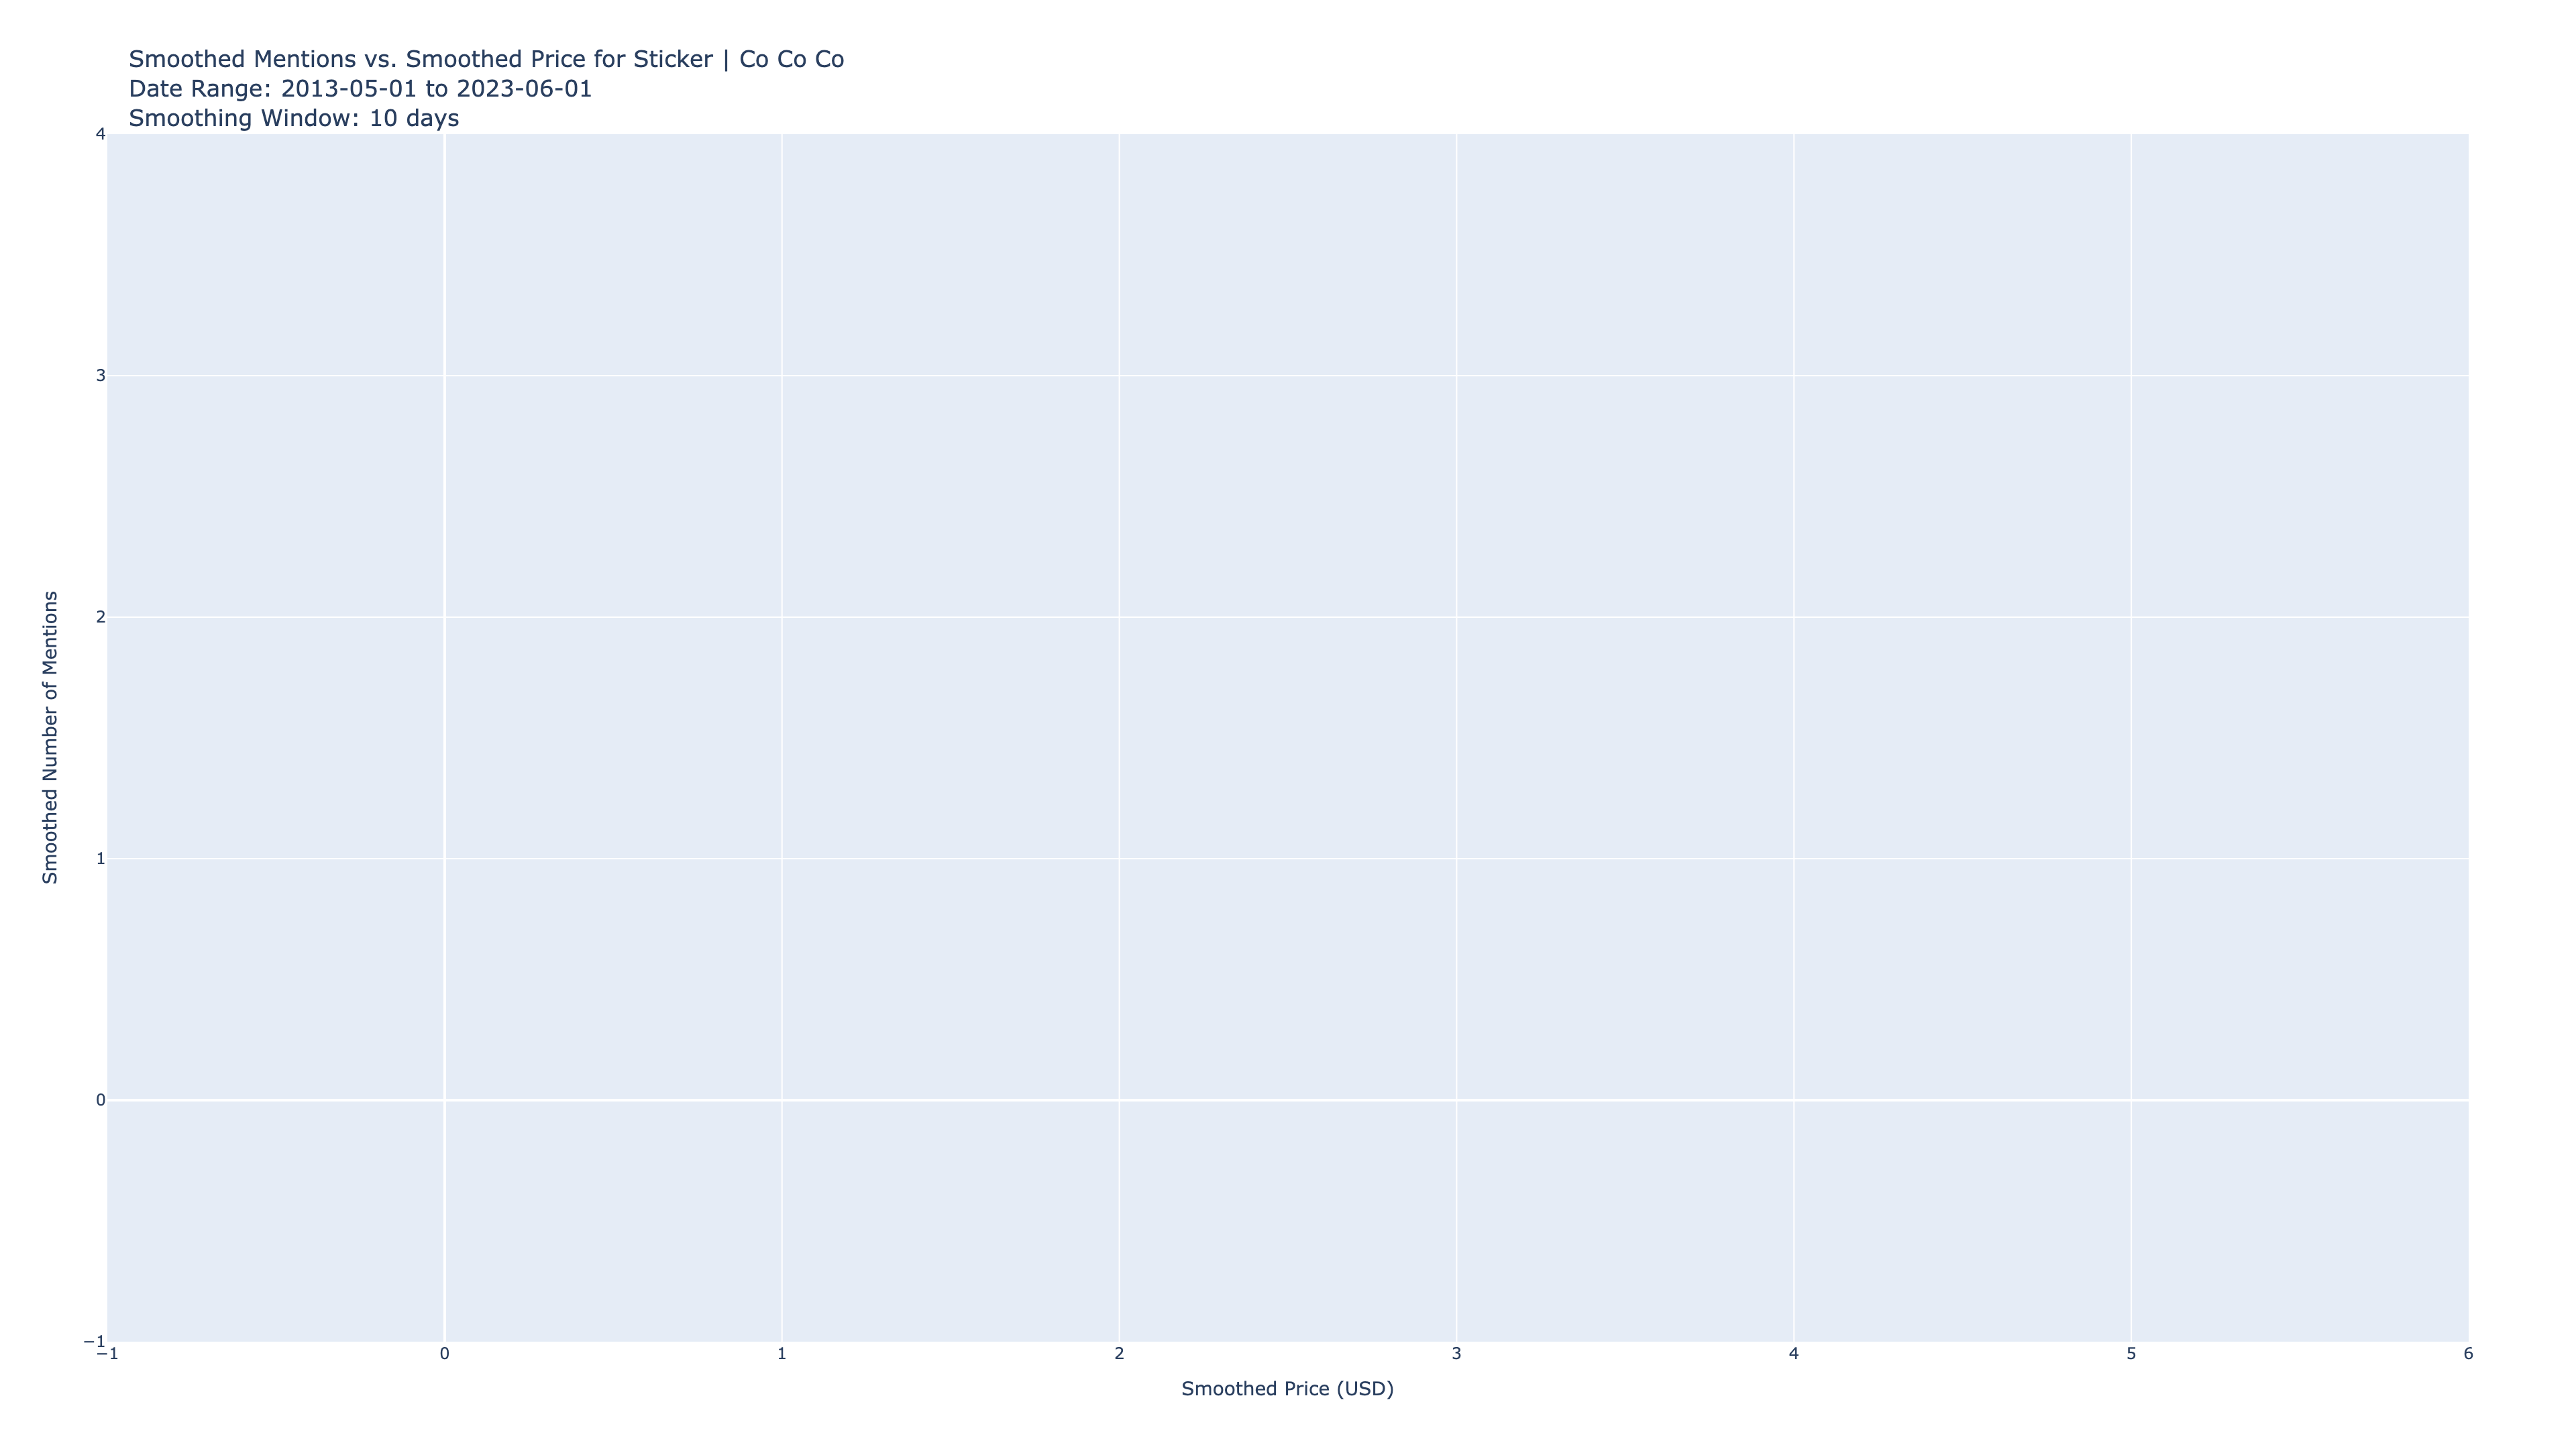 Smoothed Mentions vs. Smoothed Price for Sticker | Co Co Co
Date Range: 2013-05-01 to 2023-06-01
Smoothing Window: 10 days
4
3
2
1
0
−1
Smoothed Number of Mentions
−1 0 1 2 3 4 5 6
Smoothed Price (USD)